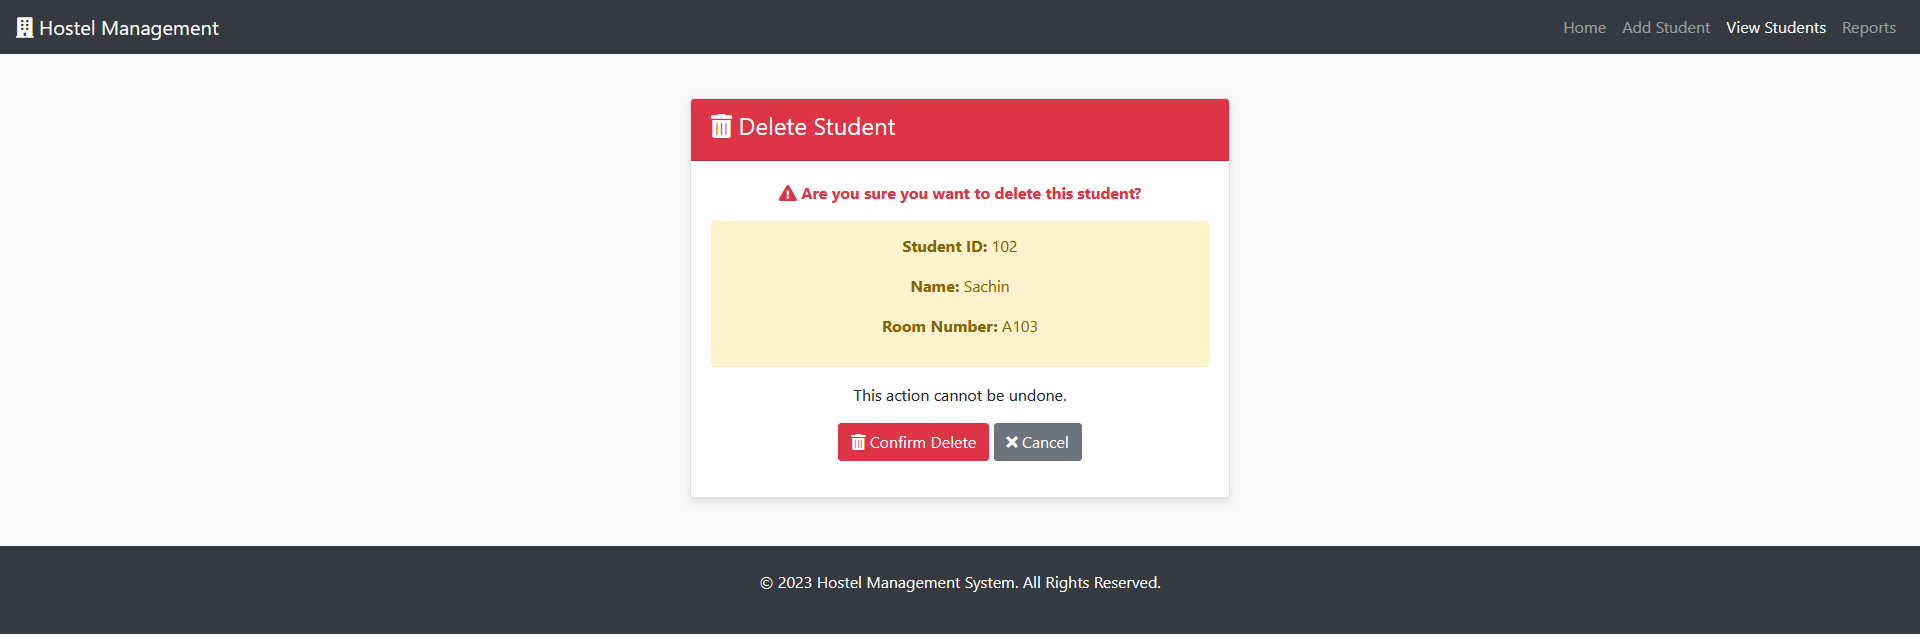 Hostel Management
Home Add Student View Students Reports
Delete Student
Are you sure you want to delete this student?
Student ID: 102
Name: Sachin
Room Number: A103
This action cannot be undone.
Confirm Delete Cancel
© 2023 Hostel Management System. All Rights Reserved.